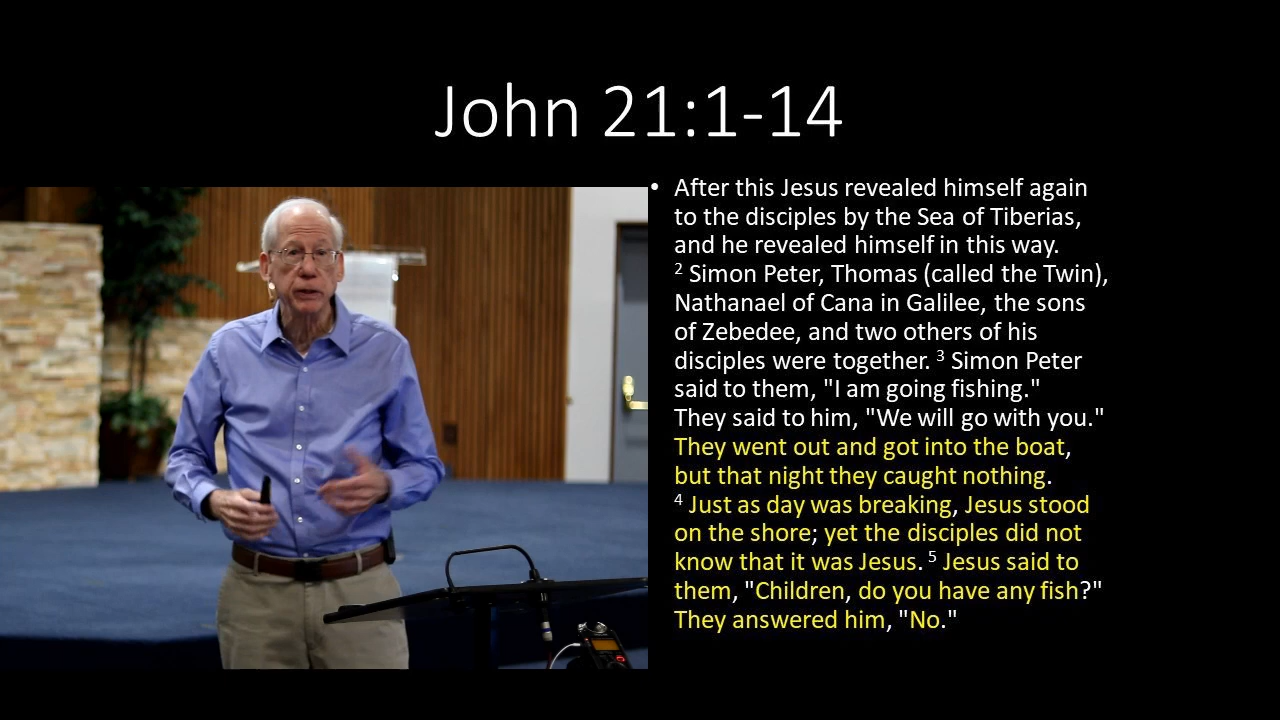 John 21:1-14
• After this Jesus revealed himself again
to the disciples by the Sea of Tiberias,
and he revealed himself in this way.
² Simon Peter, Thomas (called the Twin),
Nathanael of Cana in Galilee, the sons
of Zebedee, and two others of his
disciples were together. ³ Simon Peter
said to them, "I am going fishing."
They said to him, "We will go with you."
They went out and got into the boat,
but that night they caught nothing.
⁴ Just as day was breaking, Jesus stood
on the shore; yet the disciples did not
know that it was Jesus. ⁵ Jesus said to
them, "Children, do you have any fish?"
They answered him, "No."